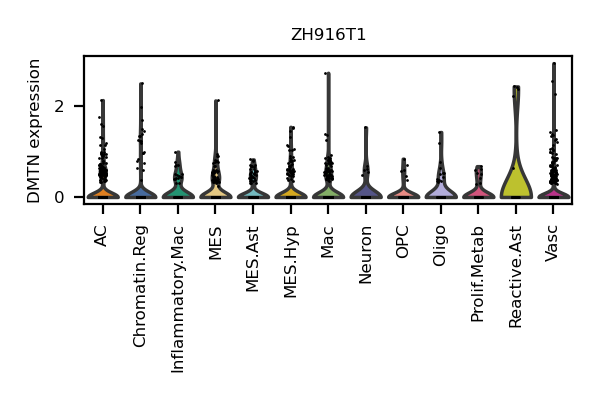 ZH916T1
DMTN expression
2
0
AC
Chromatin.Reg
Inflammatory.Mac
MES
MES.Ast
MES.Hyp
Mac
Neuron
OPC
Oligo
Prolif.Metab
Reactive.Ast
Vasc